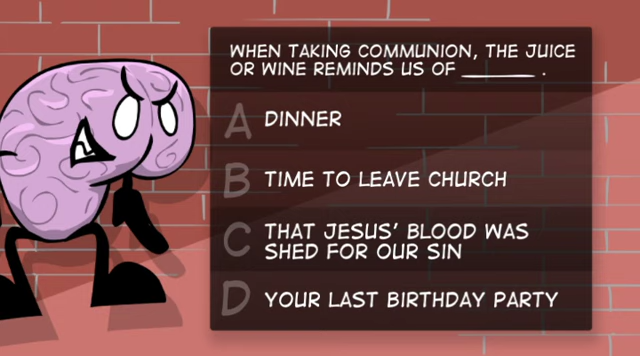 WHEN TAKING COMMUNION, THE JUICE
OR WINE REMINDS US OF ________ .
A DINNER
B TIME TO LEAVE CHURCH
C THAT JESUS' BLOOD WAS
SHED FOR OUR SIN
D YOUR LAST BIRTHDAY PARTY